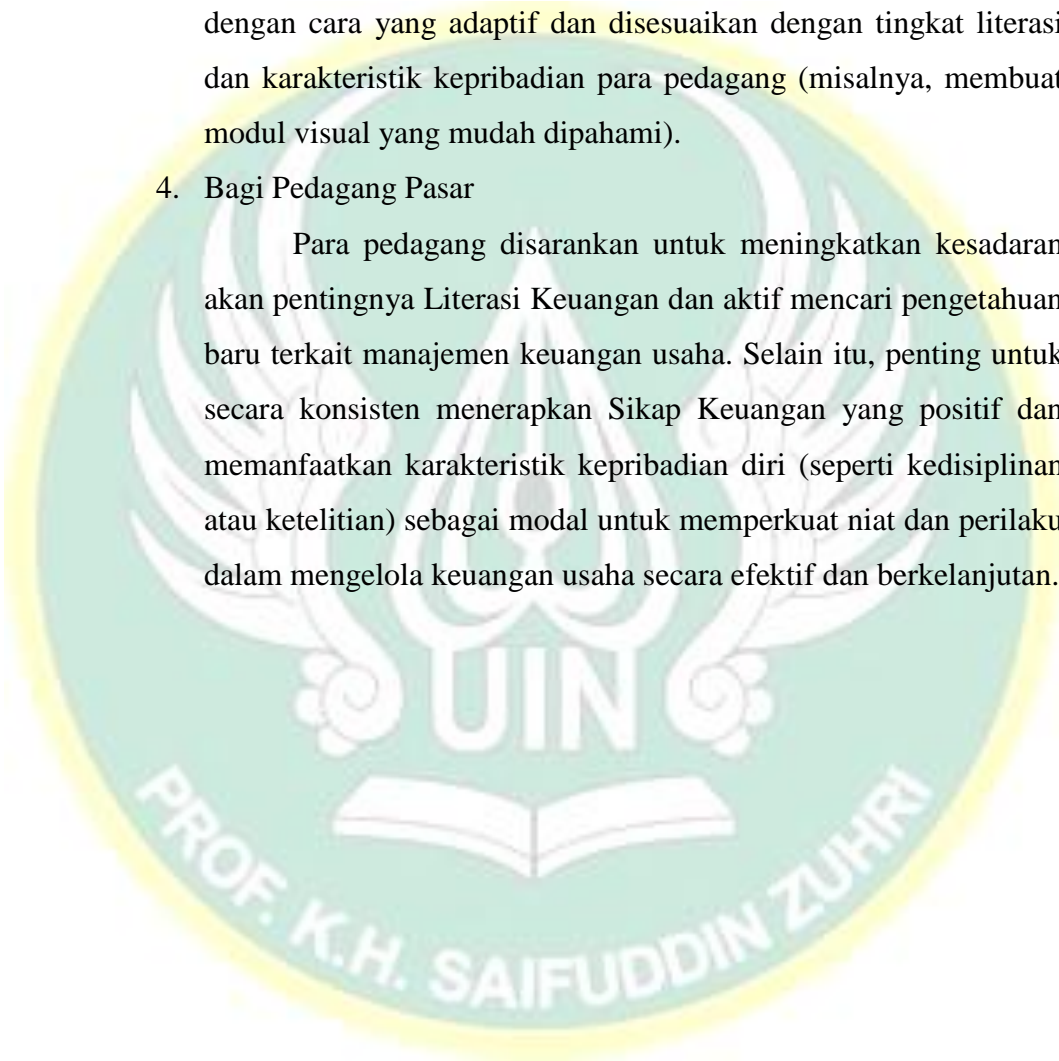 dengan cara yang adaptif dan disesuaikan dengan tingkat literasi
dan karakteristik kepribadian para pedagang (misalnya, membuat
modul visual yang mudah dipahami).
4. Bagi Pedagang Pasar
Para pedagang disarankan untuk meningkatkan kesadaran
akan pentingnya Literasi Keuangan dan aktif mencari pengetahuan
baru terkait manajemen keuangan usaha. Selain itu, penting untuk
secara konsisten menerapkan Sikap Keuangan yang positif dan
memanfaatkan karakteristik kepribadian diri (seperti kedisiplinan
atau ketelitian) sebagai modal untuk memperkuat niat dan perilaku
dalam mengelola keuangan usaha secara efektif dan berkelanjutan.
UIN
PROF. K.H. SAIFUDDIN ZUHRI